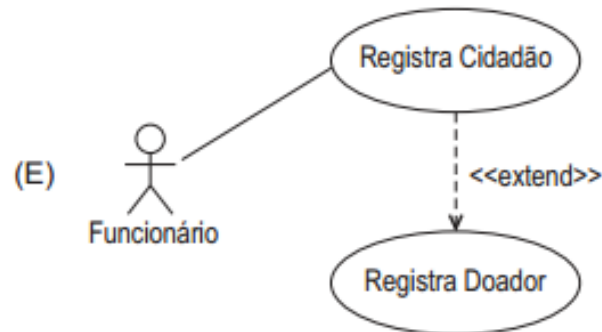 Registra Cidadão
(E)
<<extend>>
Funcionário
Registra Doador